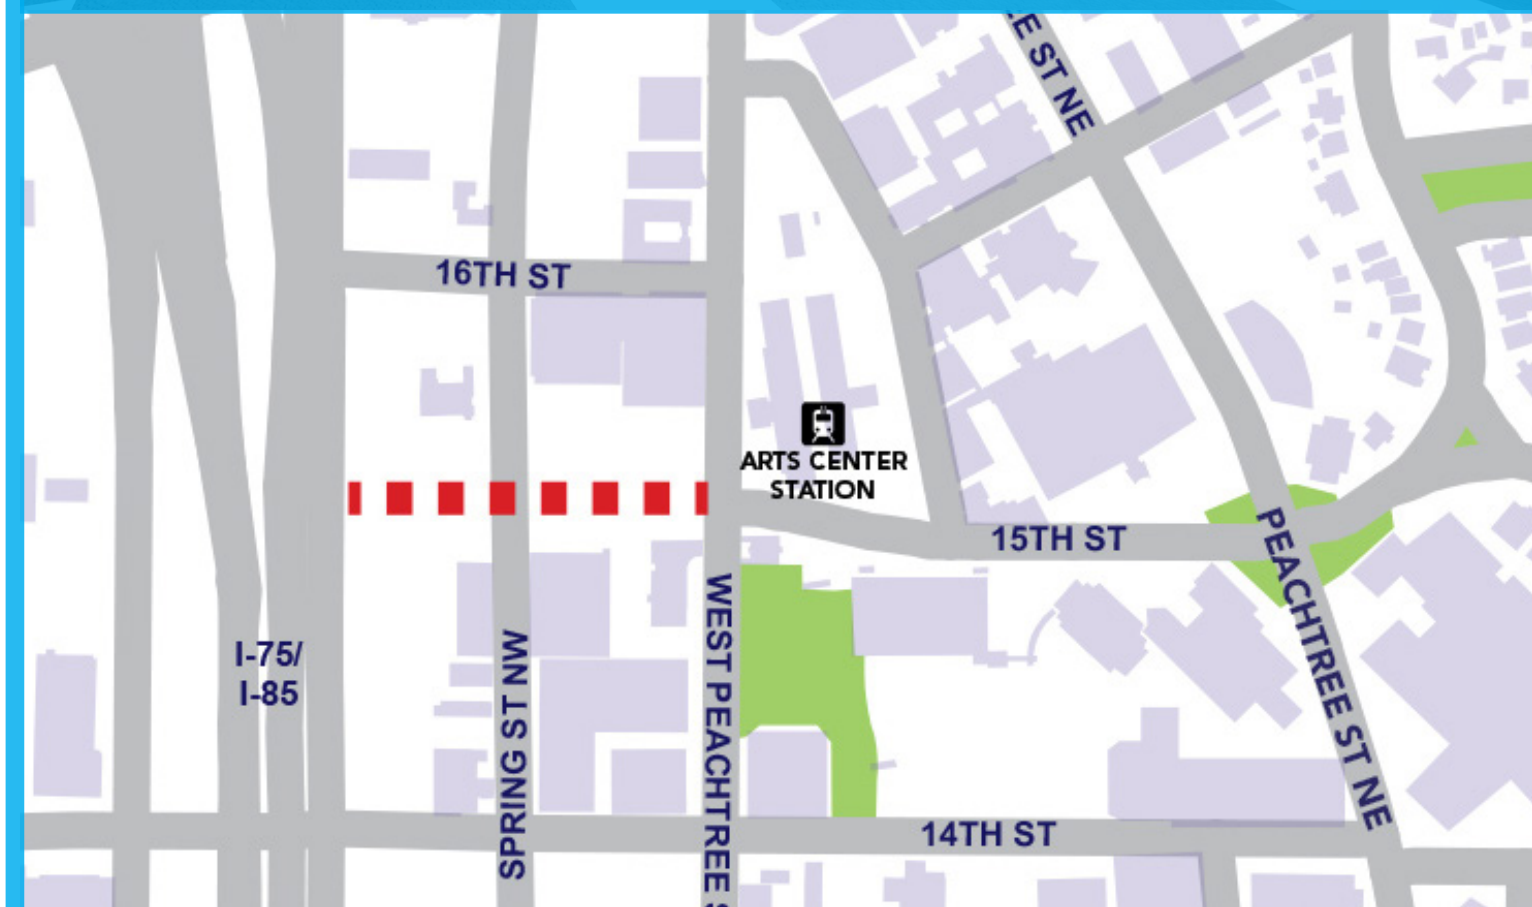 LE ST NE
16TH ST
ARTS CENTER
STATION
15TH ST
PEACHTREE ST NE
WEST PEACHTREE S
I-75/
I-85
SPRING ST NW
14TH ST